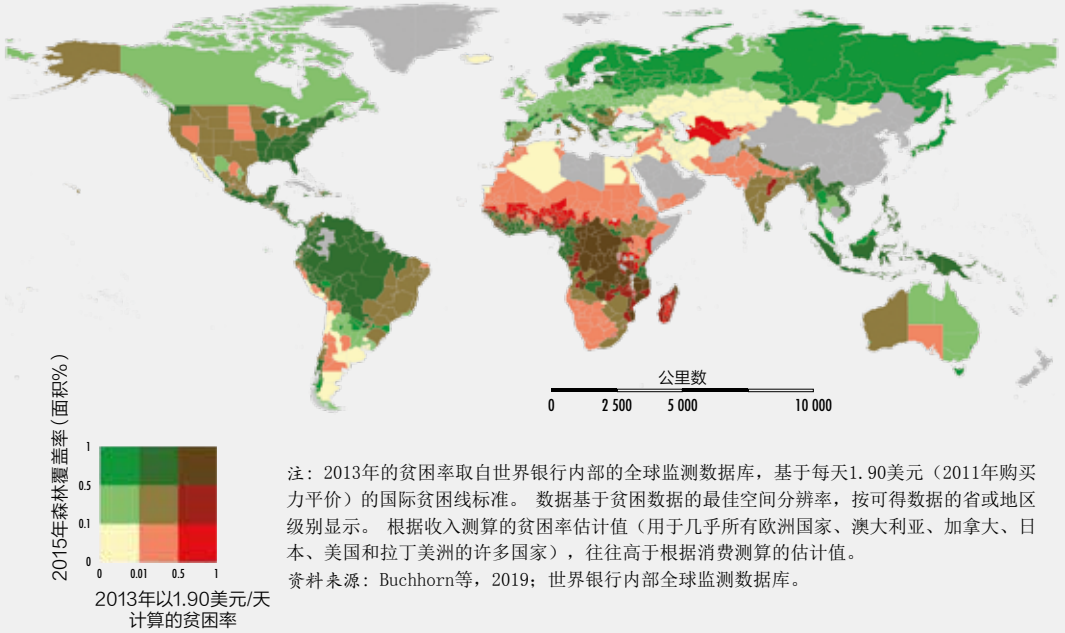 公里数
0 2 500 5 000 10 000
2015年森林覆盖率(面积%)
1
0.5
0.1
0
0 0.01 0.5 1
2013年以1.90美元/天
计算的贫困率
注: 2013年的贫困率取自世界银行内部的全球监测数据库, 基于每天1.90美元 (2011年购买
力平价) 的国际贫困线标准。 数据基于贫困数据的最佳空间分辨率, 按可得数据的省或地区
级别显示。 根据收入测算的贫困率估计值 (用于几乎所有欧洲国家、澳大利亚、加拿大、日
本、美国和拉丁美洲的许多国家) , 往往高于根据消费测算的估计值。
资料来源: Buchhorn等, 2019; 世界银行内部全球监测数据库。